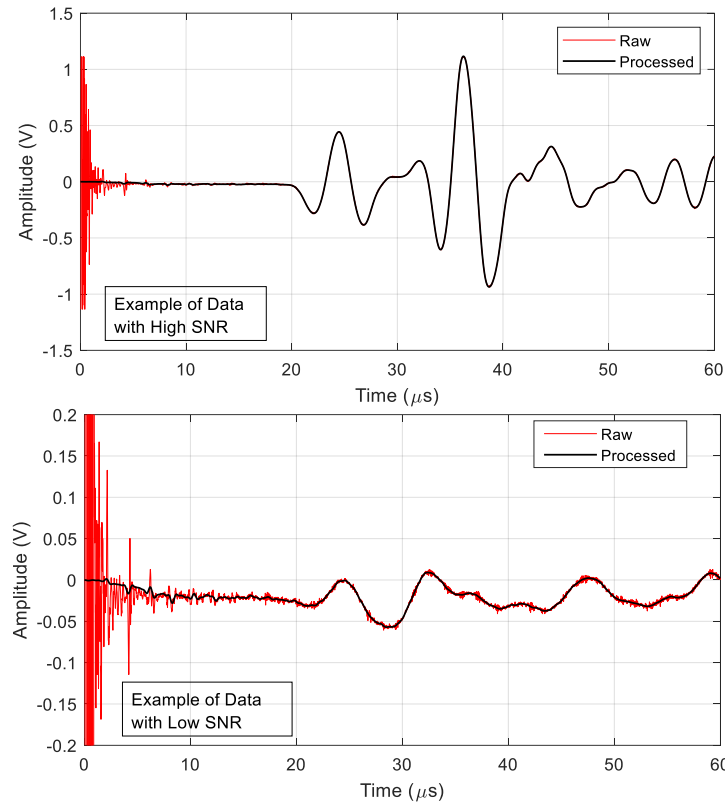 1.5
1
0.5
0
-0.5
-1
-1.5
Amplitude (V)
Raw
Processed
Example of Data
with High SNR
0 10 20 30 40 50 60
Time (μs)
0.2
0.15
0.1
0.05
0
-0.05
-0.1
-0.15
-0.2
Amplitude (V)
Raw
Processed
Example of Data
with Low SNR
0 10 20 30 40 50 60
Time (μs)